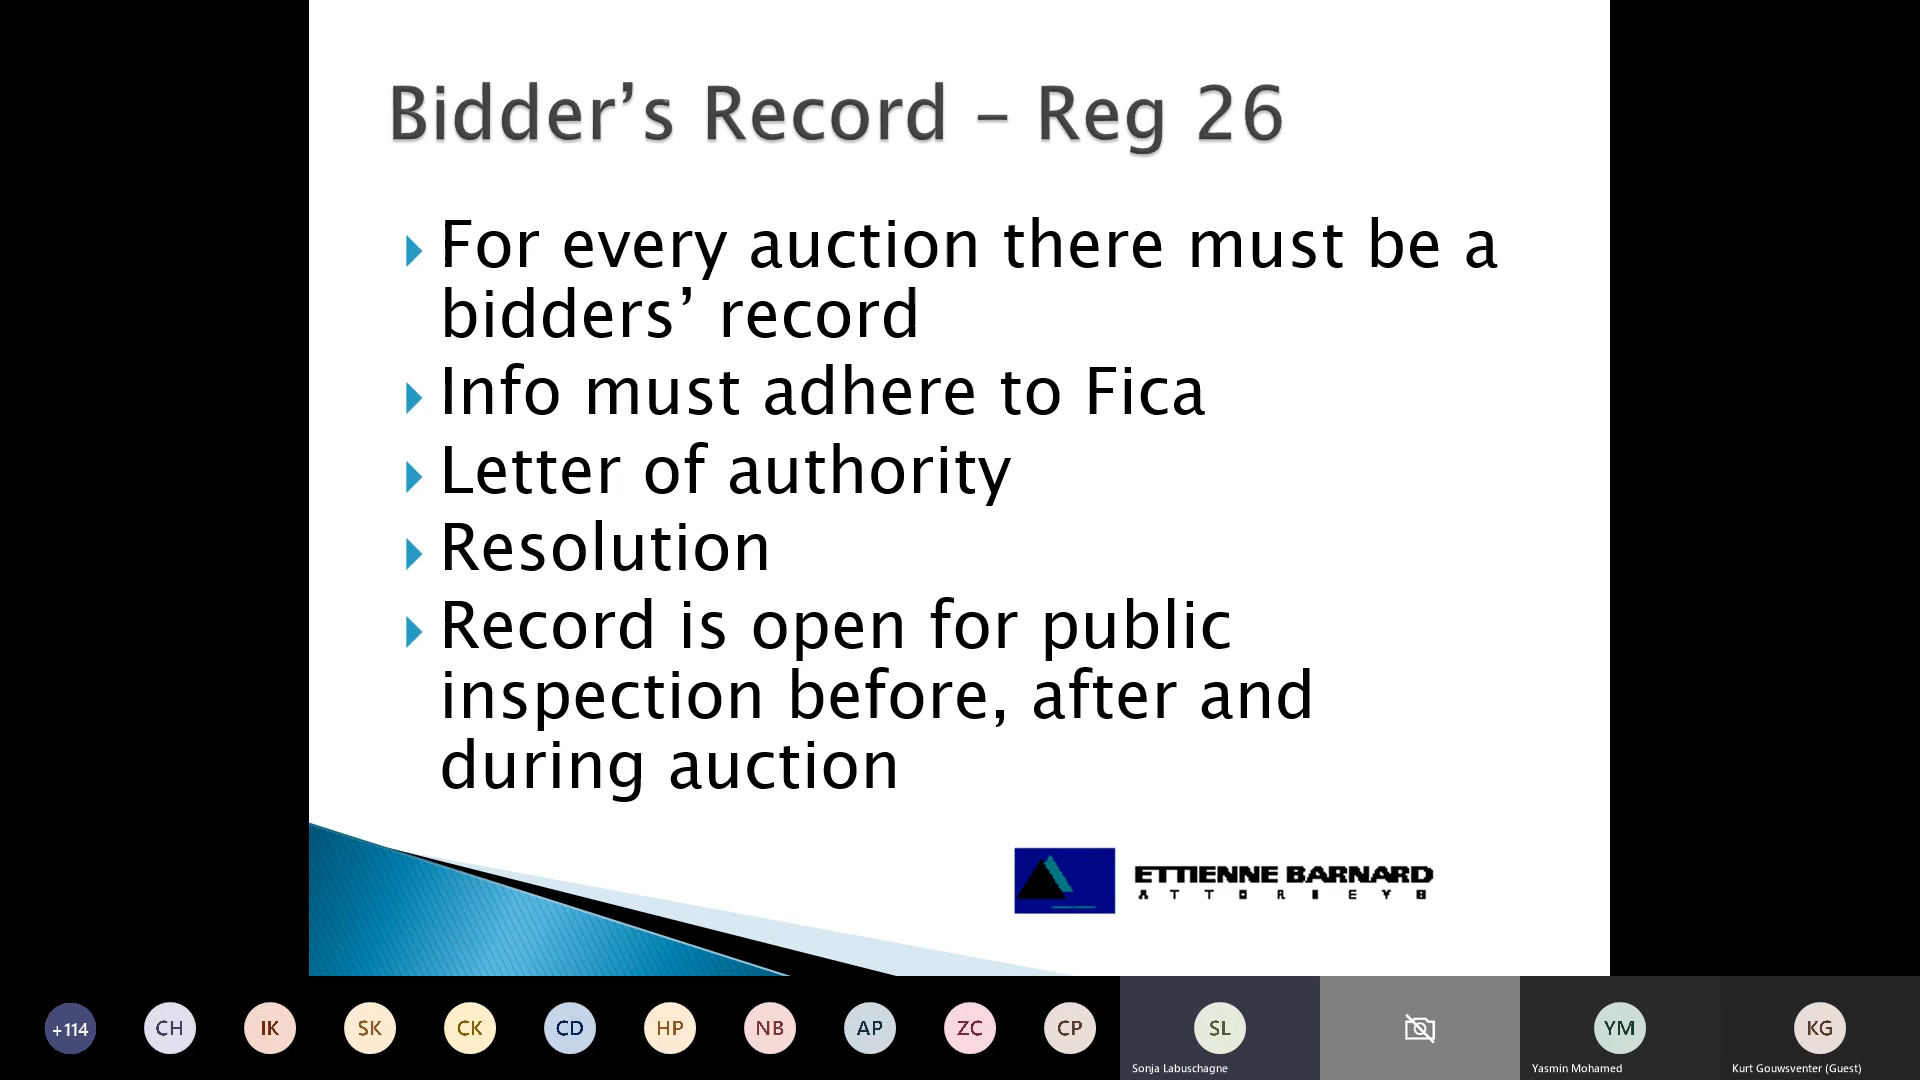 Bidder’s Record – Reg 26
For every auction there must be a
bidders’ record
Info must adhere to Fica
Letter of authority
Resolution
Record is open for public
inspection before, after and
during auction
ETTIENNE BARNARD
ATTORNEYS
+114
CH
IK
SK
CK
CD
HP
NB
AP
ZC
CP
SL
YM
KG
Sonja Labuschagne
Yasmin Mohamed
Kurt Gouwsventer (Guest)